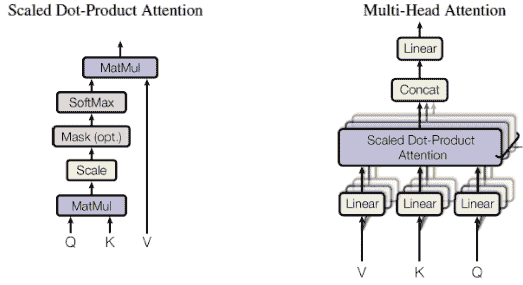 Scaled Dot-Product Attention
MatMul
SoftMax
Mask (opt.)
Scale
MatMul
Q K V
Multi-Head Attention
Linear
Concat
Scaled Dot-Product
Attention
Linear Linear Linear
V K Q